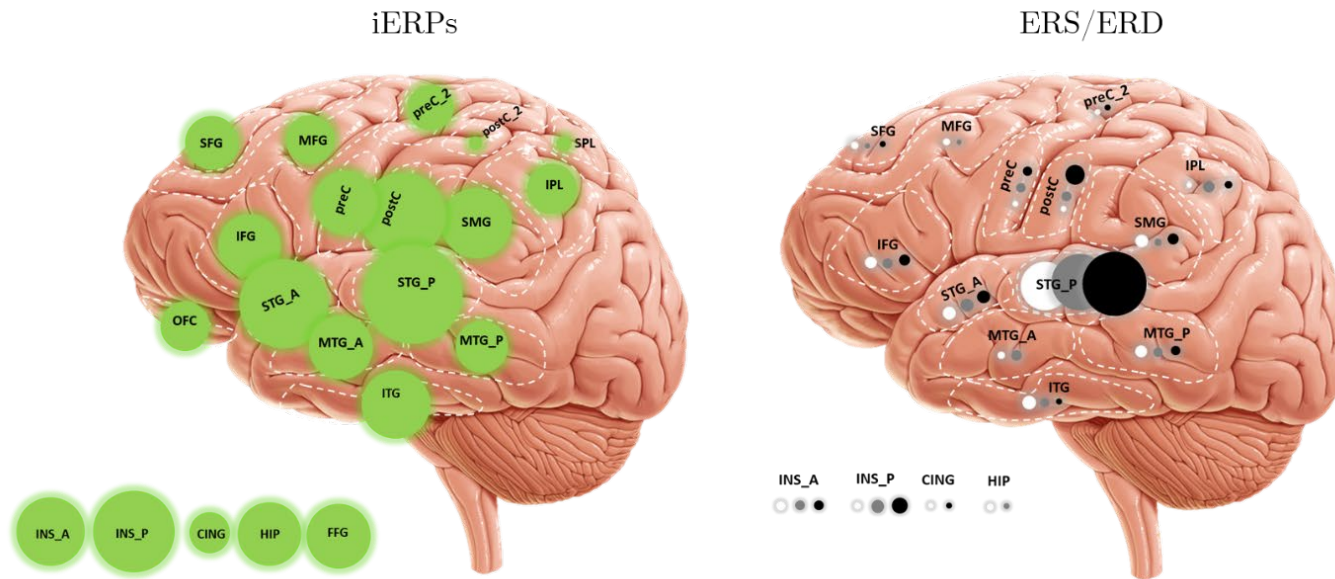 iERPs
preC_2
postC_2
SFG
MFG
SPL
IPL
preC
postC
SMG
IFG
STG_A
STG_P
OFC
MTG_A
MTG_P
ITG
INS_A
INS_P
CING
HIP
FFG
ERS/ERD
preC_2
SFG
MFG
IPL
preC
postC
SMG
IFG
STG_A
STG_P
MTG_A
MTG_P
ITG
INS_A
INS_P
CING
HIP